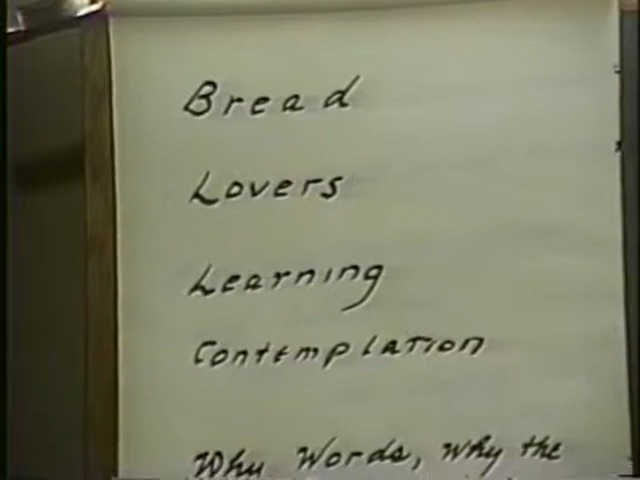 Bread
Lovers
Learning
Contemplation
Why Words, why the